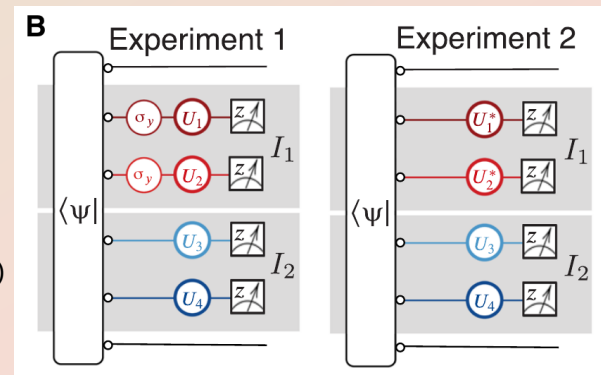 B
Experiment 1
σy U1 z
I1
σy U2 z
⟨ψ|
U3 z
I2
U4 z
Experiment 2
U1* z
I1
U2* z
⟨ψ|
U3 z
I2
U4 z
)